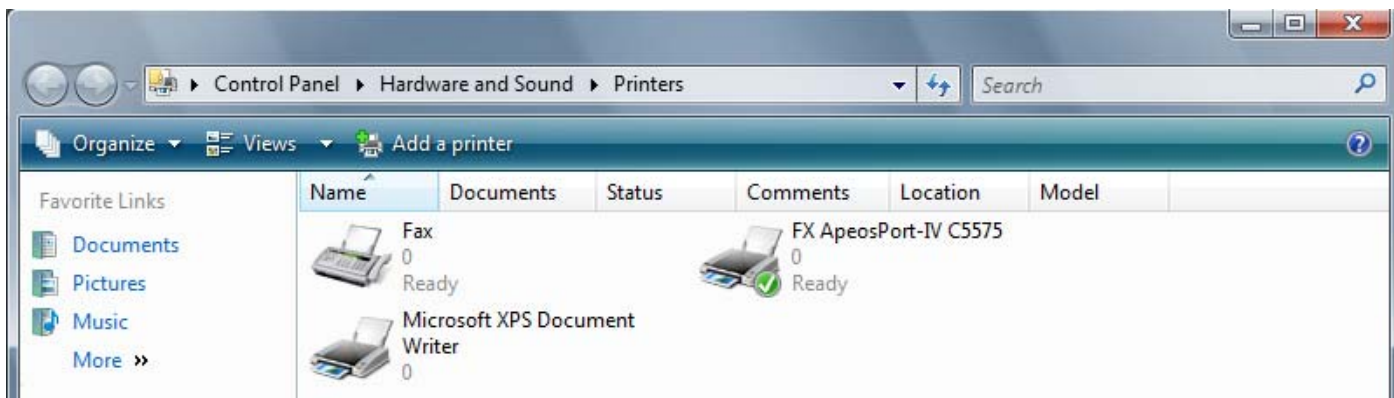 Control Panel Hardware and Sound Printers
Search
Organize Views Add a printer
Favorite Links
Documents
Pictures
Music
More »
Name Documents Status Comments Location Model
Fax
0
Ready
FX ApeosPort-IV C5575
0
Ready
Microsoft XPS Document
Writer
0